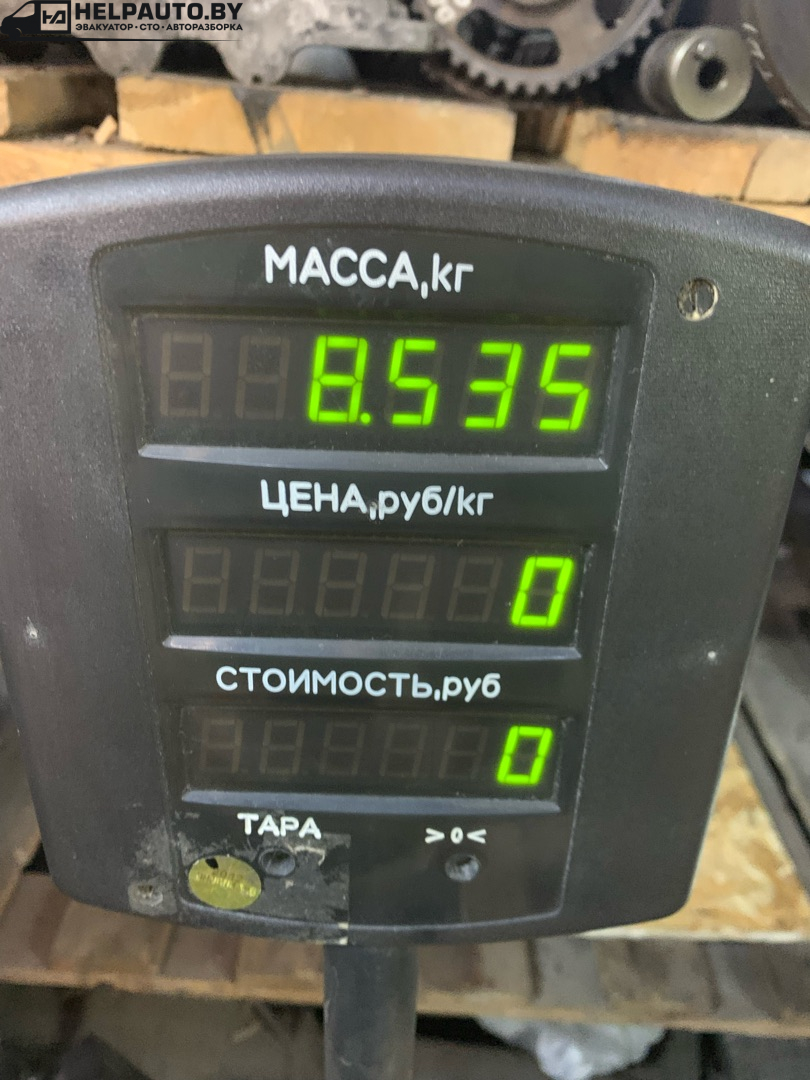 HELPAUTO.BY
ЭВАКУАТОР • СТО • АВТОРАЗБОРКА
МАССА,кг
8.535
ЦЕНА,руб/кг
0
СТОИМОСТЬ,руб
0
ТАРА >0<